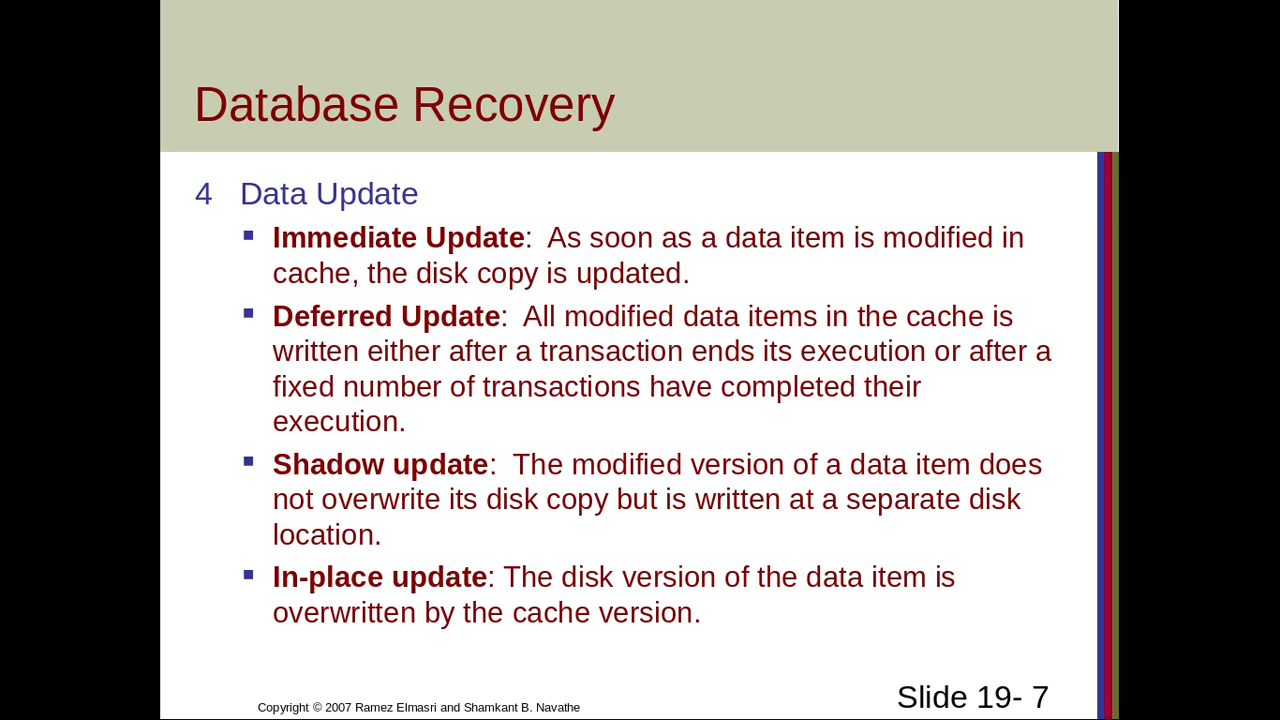 Database Recovery
4 Data Update
▪ Immediate Update:  As soon as a data item is modified in
cache, the disk copy is updated.
▪ Deferred Update:  All modified data items in the cache is
written either after a transaction ends its execution or after a
fixed number of transactions have completed their
execution.
▪ Shadow update:  The modified version of a data item does
not overwrite its disk copy but is written at a separate disk
location.
▪ In-place update: The disk version of the data item is
overwritten by the cache version.
Copyright © 2007 Ramez Elmasri and Shamkant B. Navathe
Slide 19- 7